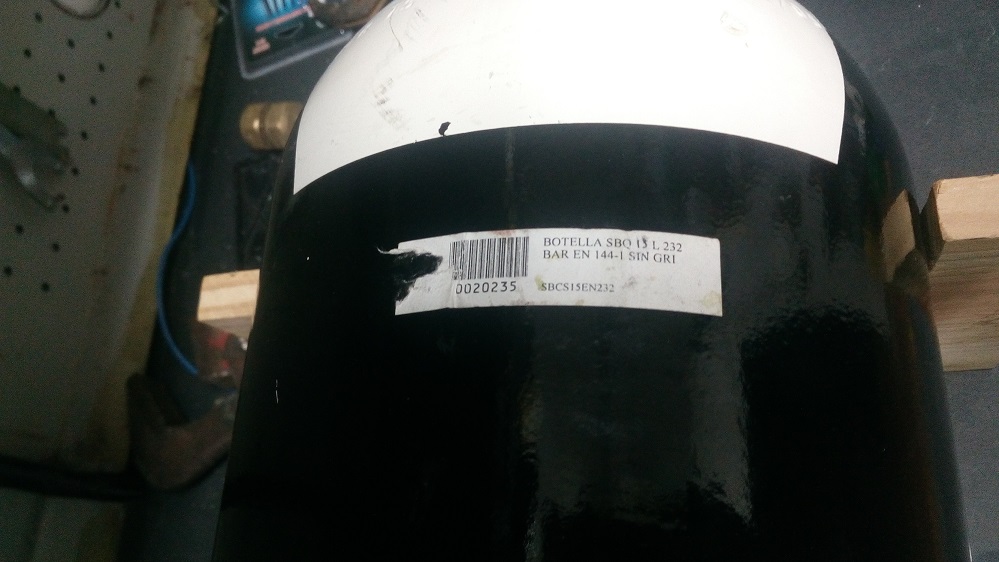 BOTELLA SBQ 15 L 232
BAR EN 144-1 SIN GRI
0020235
SBCS15EN232